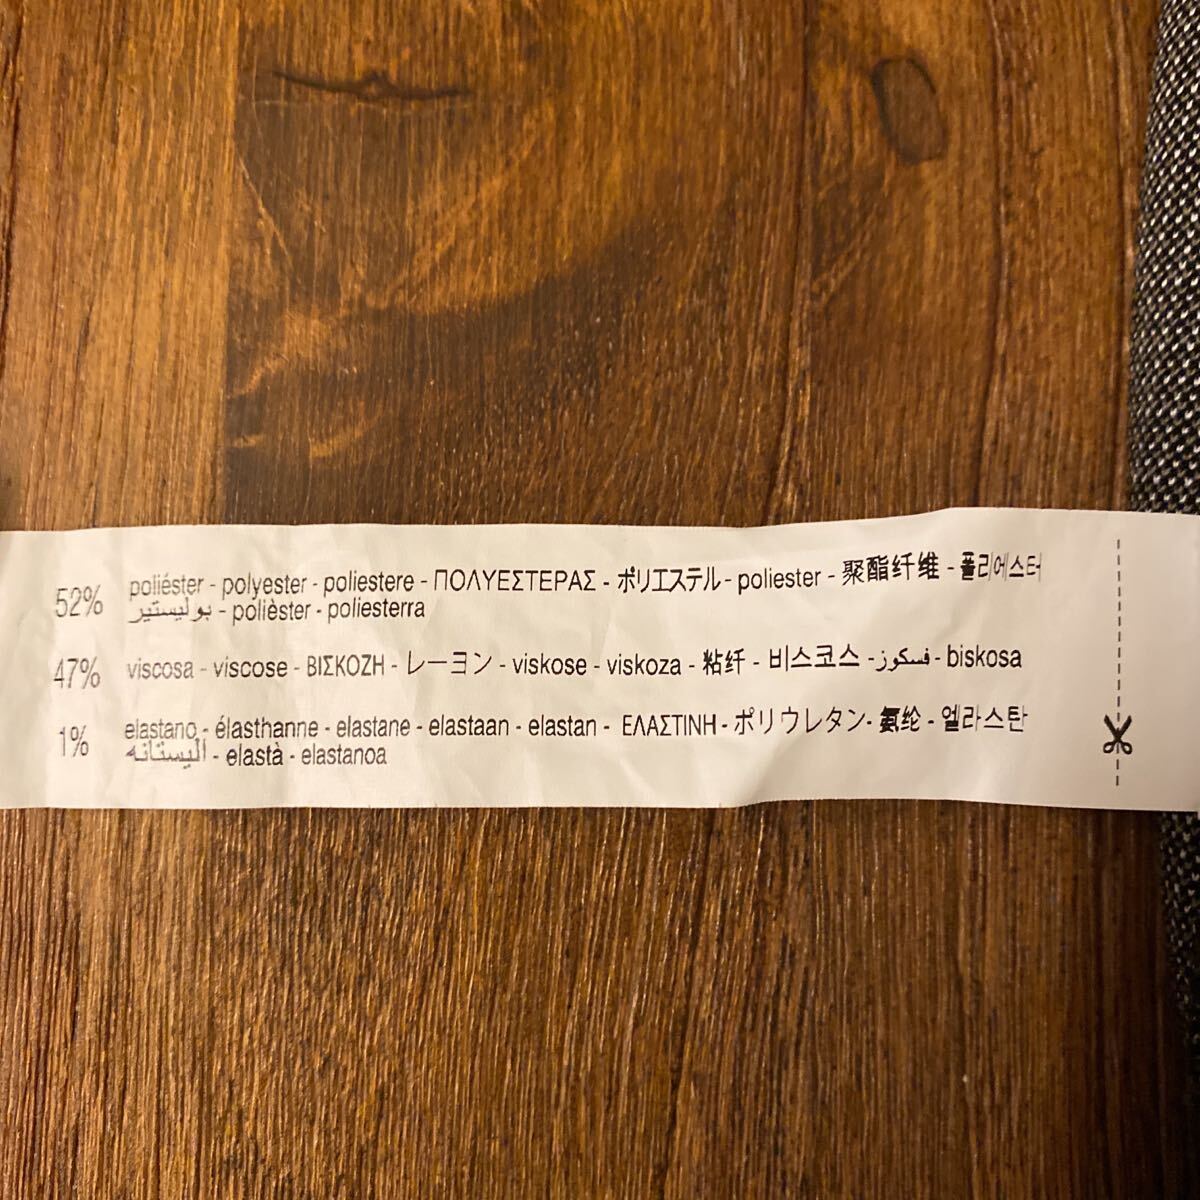 52% poliéster - polyester - poliestere - ΠΟΛΥΕΣΤΕΡΑΣ - ポリエステル - poliester - 聚酯纤维 - 폴리에스터
بوليستير - polièster - poliesterra
47% viscosa - viscose - ΒΙΣΚΟΖΗ - レーヨン - viskose - viskoza - 粘纤 - 비스코스 - فسكوز - biskosa
1% elastano - élasthanne - elastane - elastaan - elastan - ΕΛΑΣΤΙΝΗ - ポリウレタン- 氨纶 - 엘라스탄
اليستانه - elastà - elastanoa